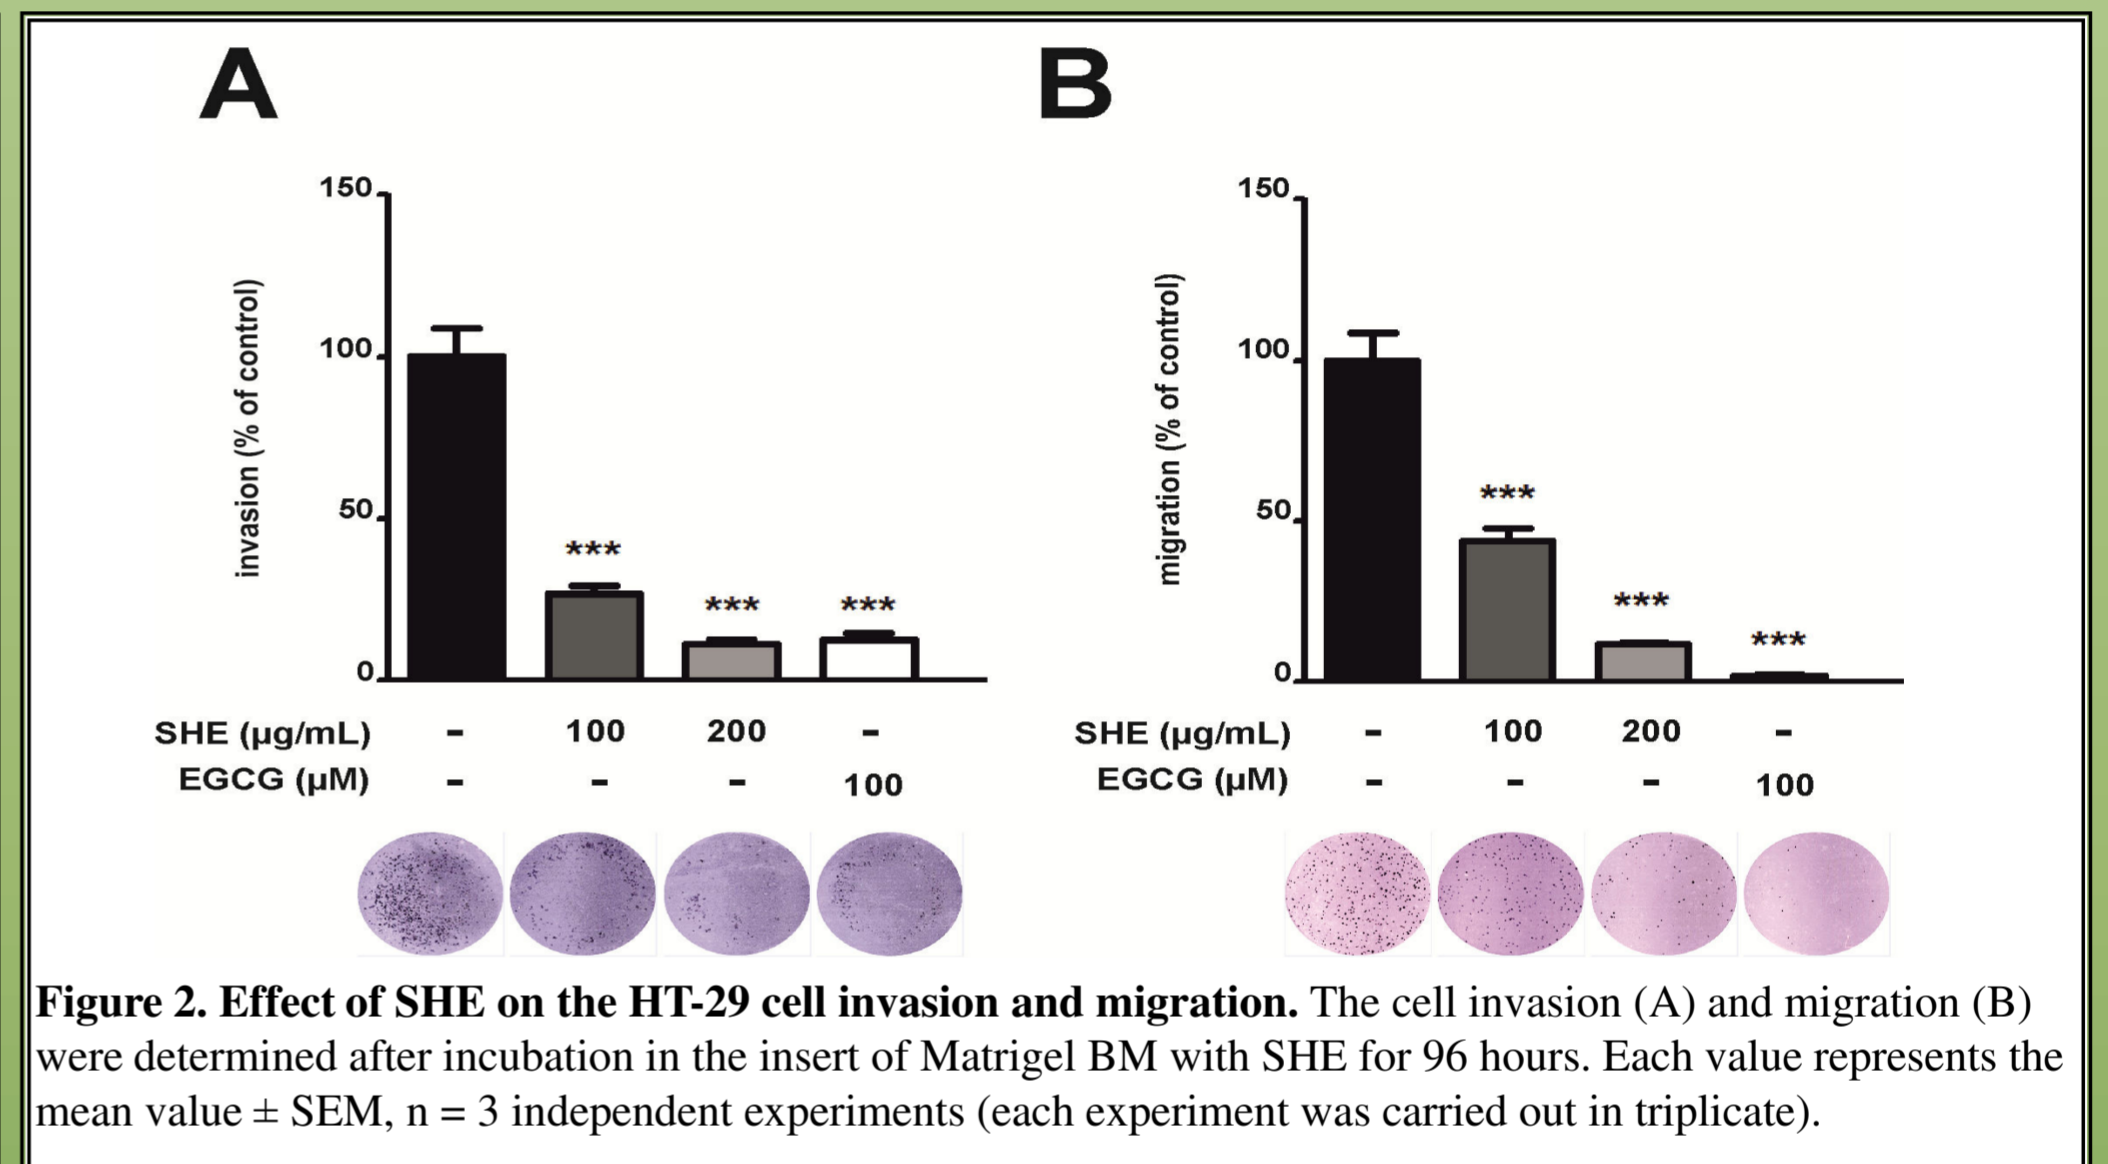 A
B
150
100
50
0
invasion (% of control)
***
***
***
SHE (µg/mL) - 100 200 -
EGCG (µM) - - - 100
150
100
50
0
migration (% of control)
***
***
***
SHE (µg/mL) - 100 200 -
EGCG (µM) - - - 100
Figure 2. Effect of SHE on the HT-29 cell invasion and migration. The cell invasion (A) and migration (B)
were determined after incubation in the insert of Matrigel BM with SHE for 96 hours. Each value represents the
mean value ± SEM, n = 3 independent experiments (each experiment was carried out in triplicate).